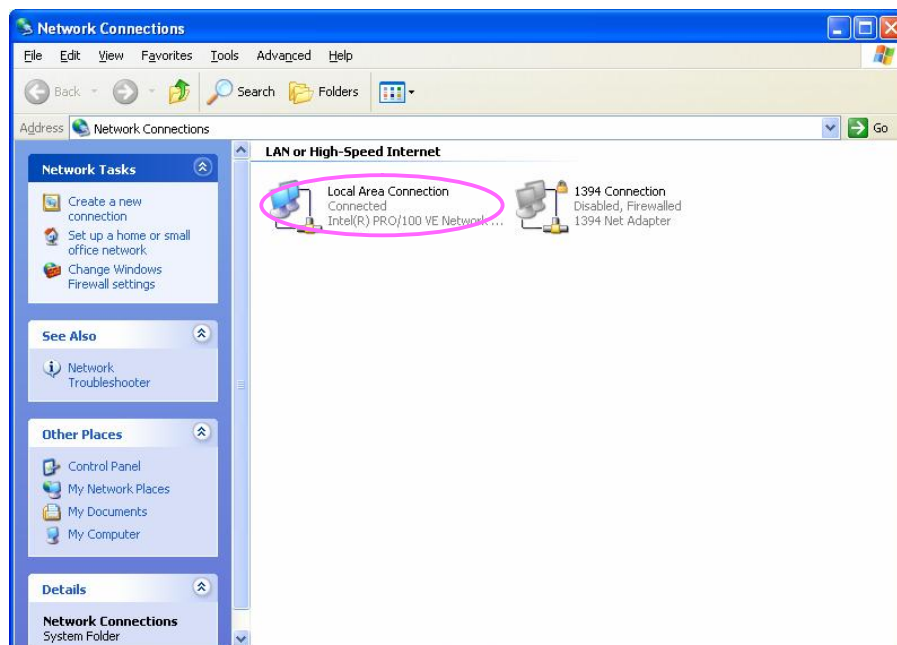 Network Connections
File Edit View Favorites Tools Advanced Help
Back Search Folders
Address Network Connections Go
Network Tasks
Create a new
connection
Set up a home or small
office network
Change Windows
Firewall settings
See Also
Network
Troubleshooter
Other Places
Control Panel
My Network Places
My Documents
My Computer
Details
Network Connections
System Folder
LAN or High-Speed Internet
Local Area Connection
Connected
Intel(R) PRO/100 VE Network ...
1394 Connection
Disabled, Firewalled
1394 Net Adapter